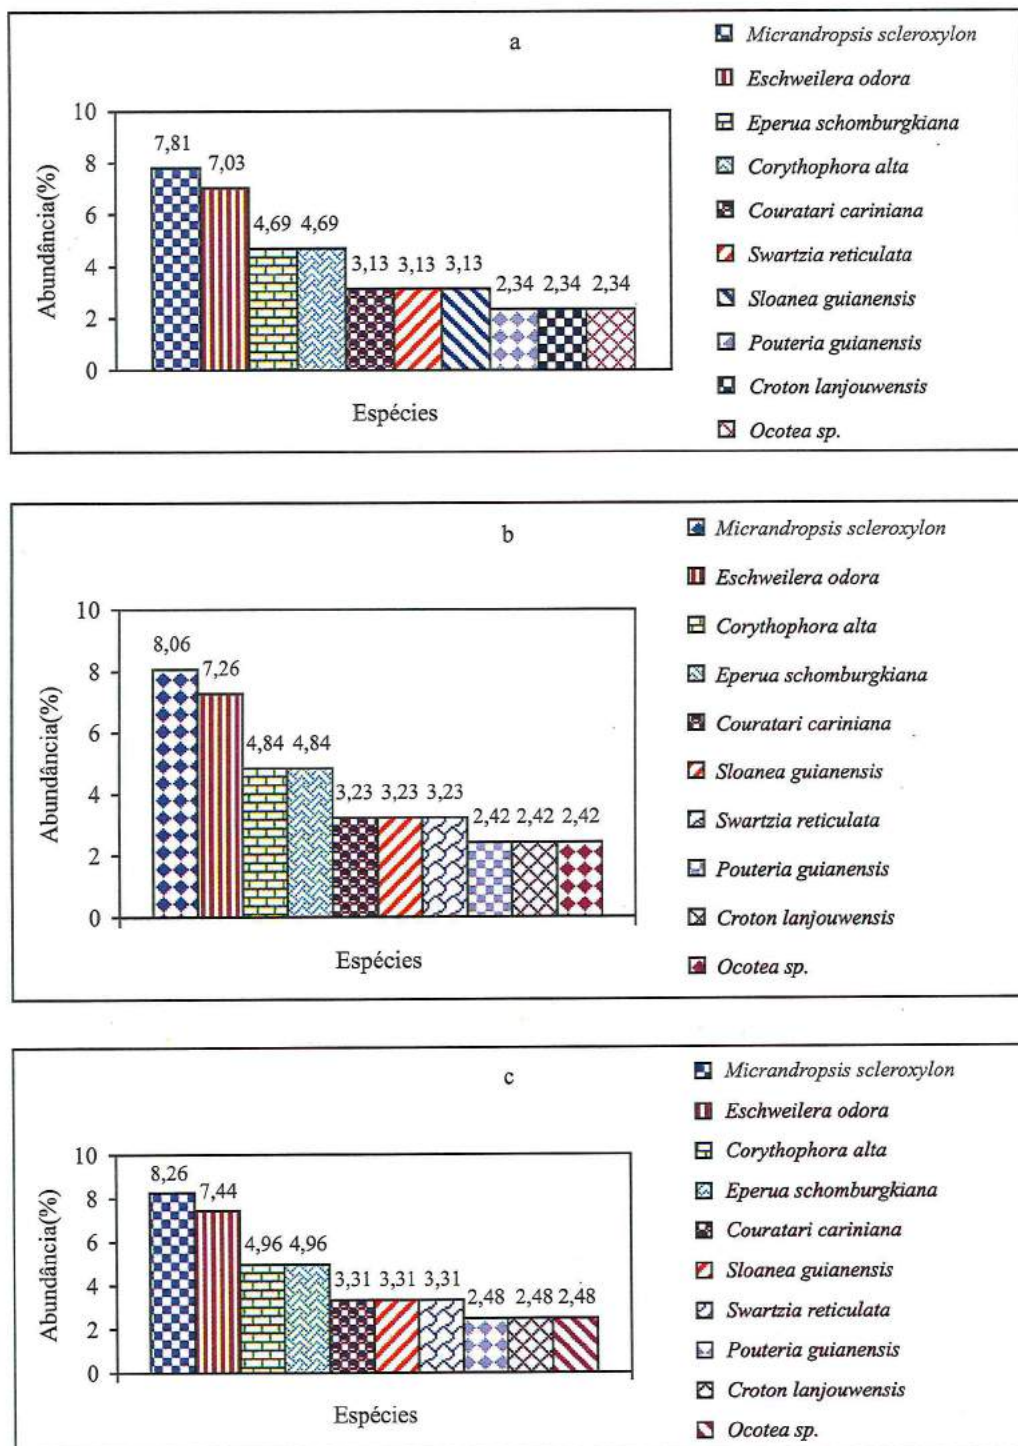 a
Abundância(%)
10
8
6
4
2
0
7,81
7,03
4,69
4,69
3,13
3,13
3,13
2,34
2,34
2,34
Espécies
Micrandropsis scleroxylon
Eschweilera odora
Eperua schomburgkiana
Corythophora alta
Couratari cariniana
Swartzia reticulata
Sloanea guianensis
Pouteria guianensis
Croton lanjouwensis
Ocotea sp.
b
Abundância(%)
10
8
6
4
2
0
8,06
7,26
4,84
4,84
3,23
3,23
3,23
2,42
2,42
2,42
Espécies
Micrandropsis scleroxylon
Eschweilera odora
Corythophora alta
Eperua schomburgkiana
Couratari cariniana
Sloanea guianensis
Swartzia reticulata
Pouteria guianensis
Croton lanjouwensis
Ocotea sp.
c
Abundância(%)
10
8
6
4
2
0
8,26
7,44
4,96
4,96
3,31
3,31
3,31
2,48
2,48
2,48
Espécies
Micrandropsis scleroxylon
Eschweilera odora
Corythophora alta
Eperua schomburgkiana
Couratari cariniana
Sloanea guianensis
Swartzia reticulata
Pouteria guianensis
Croton lanjouwensis
Ocotea sp.